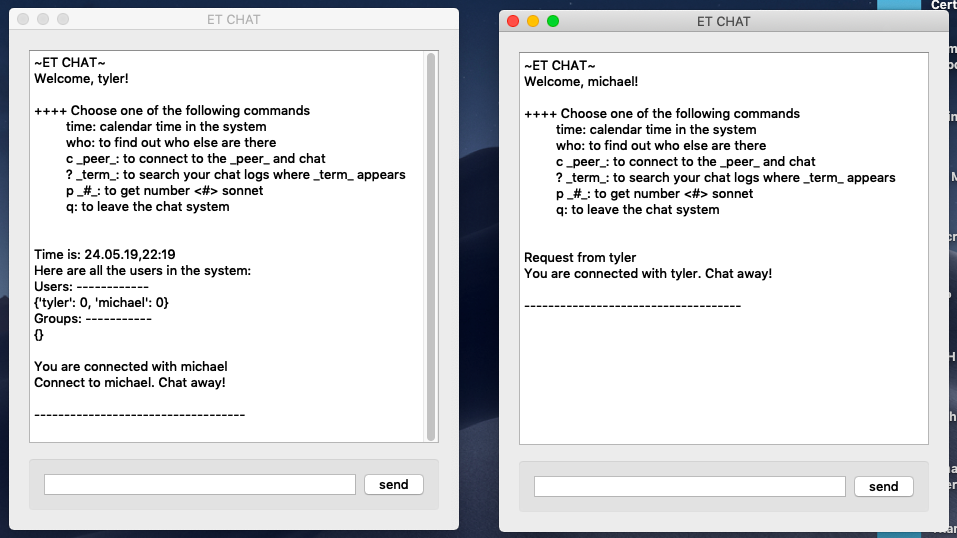 ET CHAT
~ET CHAT~
Welcome, tyler!
++++ Choose one of the following commands
time: calendar time in the system
who: to find out who else are there
c _peer_: to connect to the _peer_ and chat
? _term_: to search your chat logs where _term_ appears
p _#_: to get number <#> sonnet
q: to leave the chat system
Time is: 24.05.19,22:19
Here are all the users in the system:
Users: ------------
{'tyler': 0, 'michael': 0}
Groups: -----------
{}
You are connected with michael
Connect to michael. Chat away!
-----------------------------------
send
ET CHAT
~ET CHAT~
Welcome, michael!
++++ Choose one of the following commands
time: calendar time in the system
who: to find out who else are there
c _peer_: to connect to the _peer_ and chat
? _term_: to search your chat logs where _term_ appears
p _#_: to get number <#> sonnet
q: to leave the chat system
Request from tyler
You are connected with tyler. Chat away!
------------------------------------
send